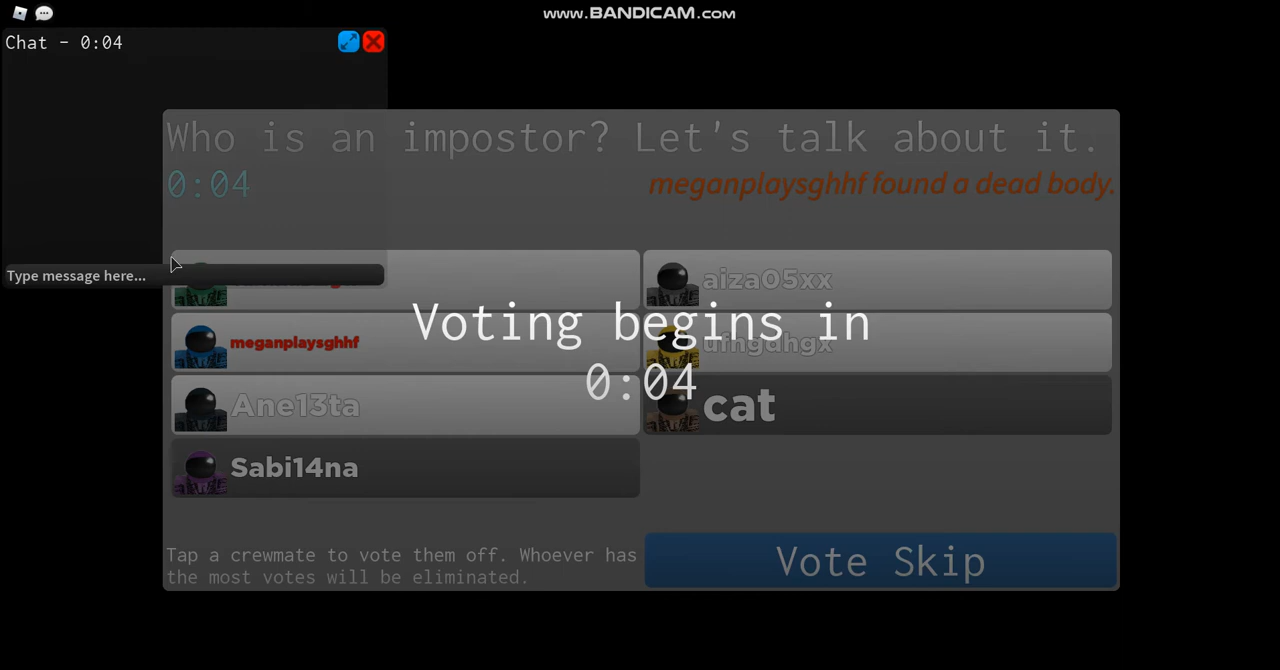 www.BANDICAM.com
Chat - 0:04
Who is an impostor? Let's talk about it.
0:04
meganplaysghhf found a dead body.
Type message here...
aiza05xx
Voting begins in
0:04
meganplaysghhf
Ane13ta
cat
Sabi14na
Tap a crewmate to vote them off. Whoever has
the most votes will be eliminated.
Vote Skip